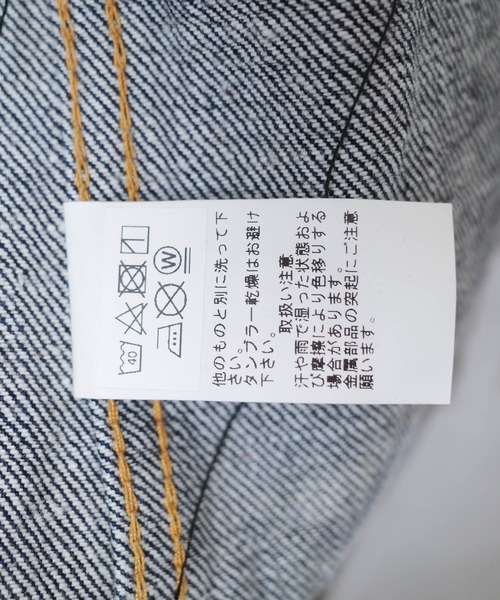 40
W
他のものと別に洗って下
さい。
タンブラー乾燥はお避け
下さい。
取扱い注意
汗や雨で湿った状態およ
び摩擦により色移りする
場合があります。
金属部品の突起にご注意
願います。